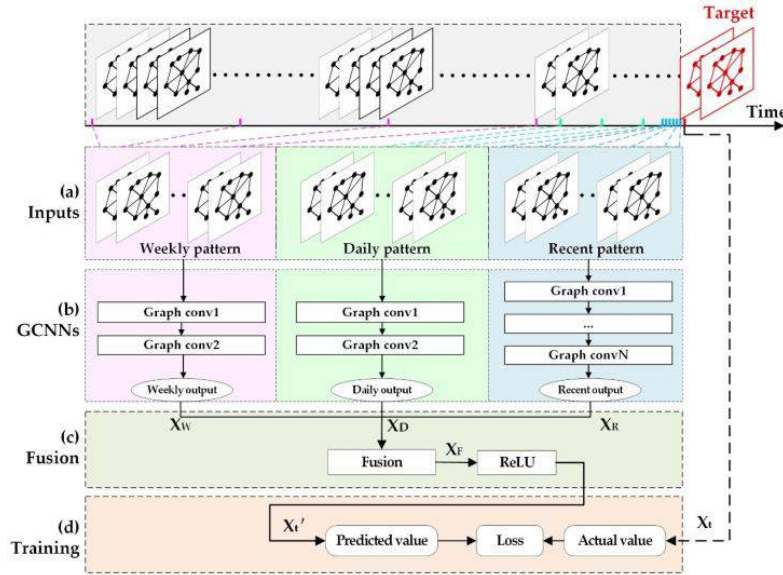 Target
Time
(a)
Inputs
Weekly pattern
Daily pattern
Recent pattern
(b)
GCNNs
Graph conv1
Graph conv2
Weekly output
Graph conv1
Graph conv2
Daily output
Graph conv1
...
Graph convN
Recent output
XW
XD
XR
(c)
Fusion
Fusion
XF
ReLU
(d)
Training
Xt'
Predicted value
Loss
Actual value
Xt